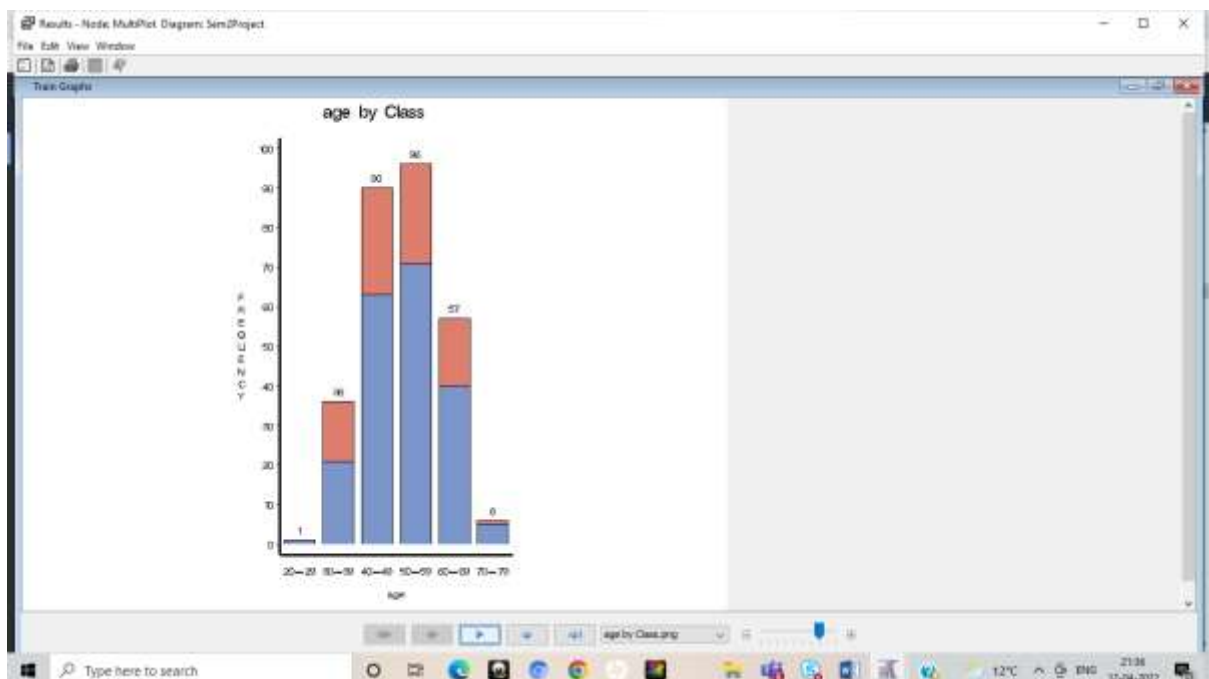 Results - Node: MultiPlot Diagram: Sem2Project
File Edit View Window
Train Graphs
age by Class
100
90
80
70
60
50
40
30
20
10
0
FREQUENCY
1
36
90
96
57
6
20-29 30-39 40-49 50-59 60-69 70-79
age
age by Class.png
Type here to search
12°C
ENG
21:36